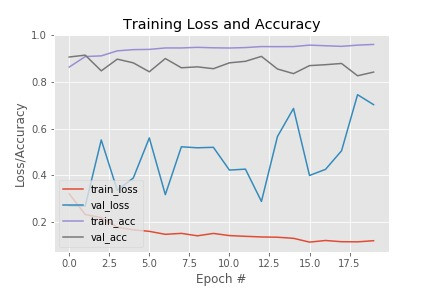 Training Loss and Accuracy
Loss/Accuracy
1.0
0.8
0.6
0.4
0.2
train_loss
val_loss
train_acc
val_acc
0.0 2.5 5.0 7.5 10.0 12.5 15.0 17.5
Epoch #